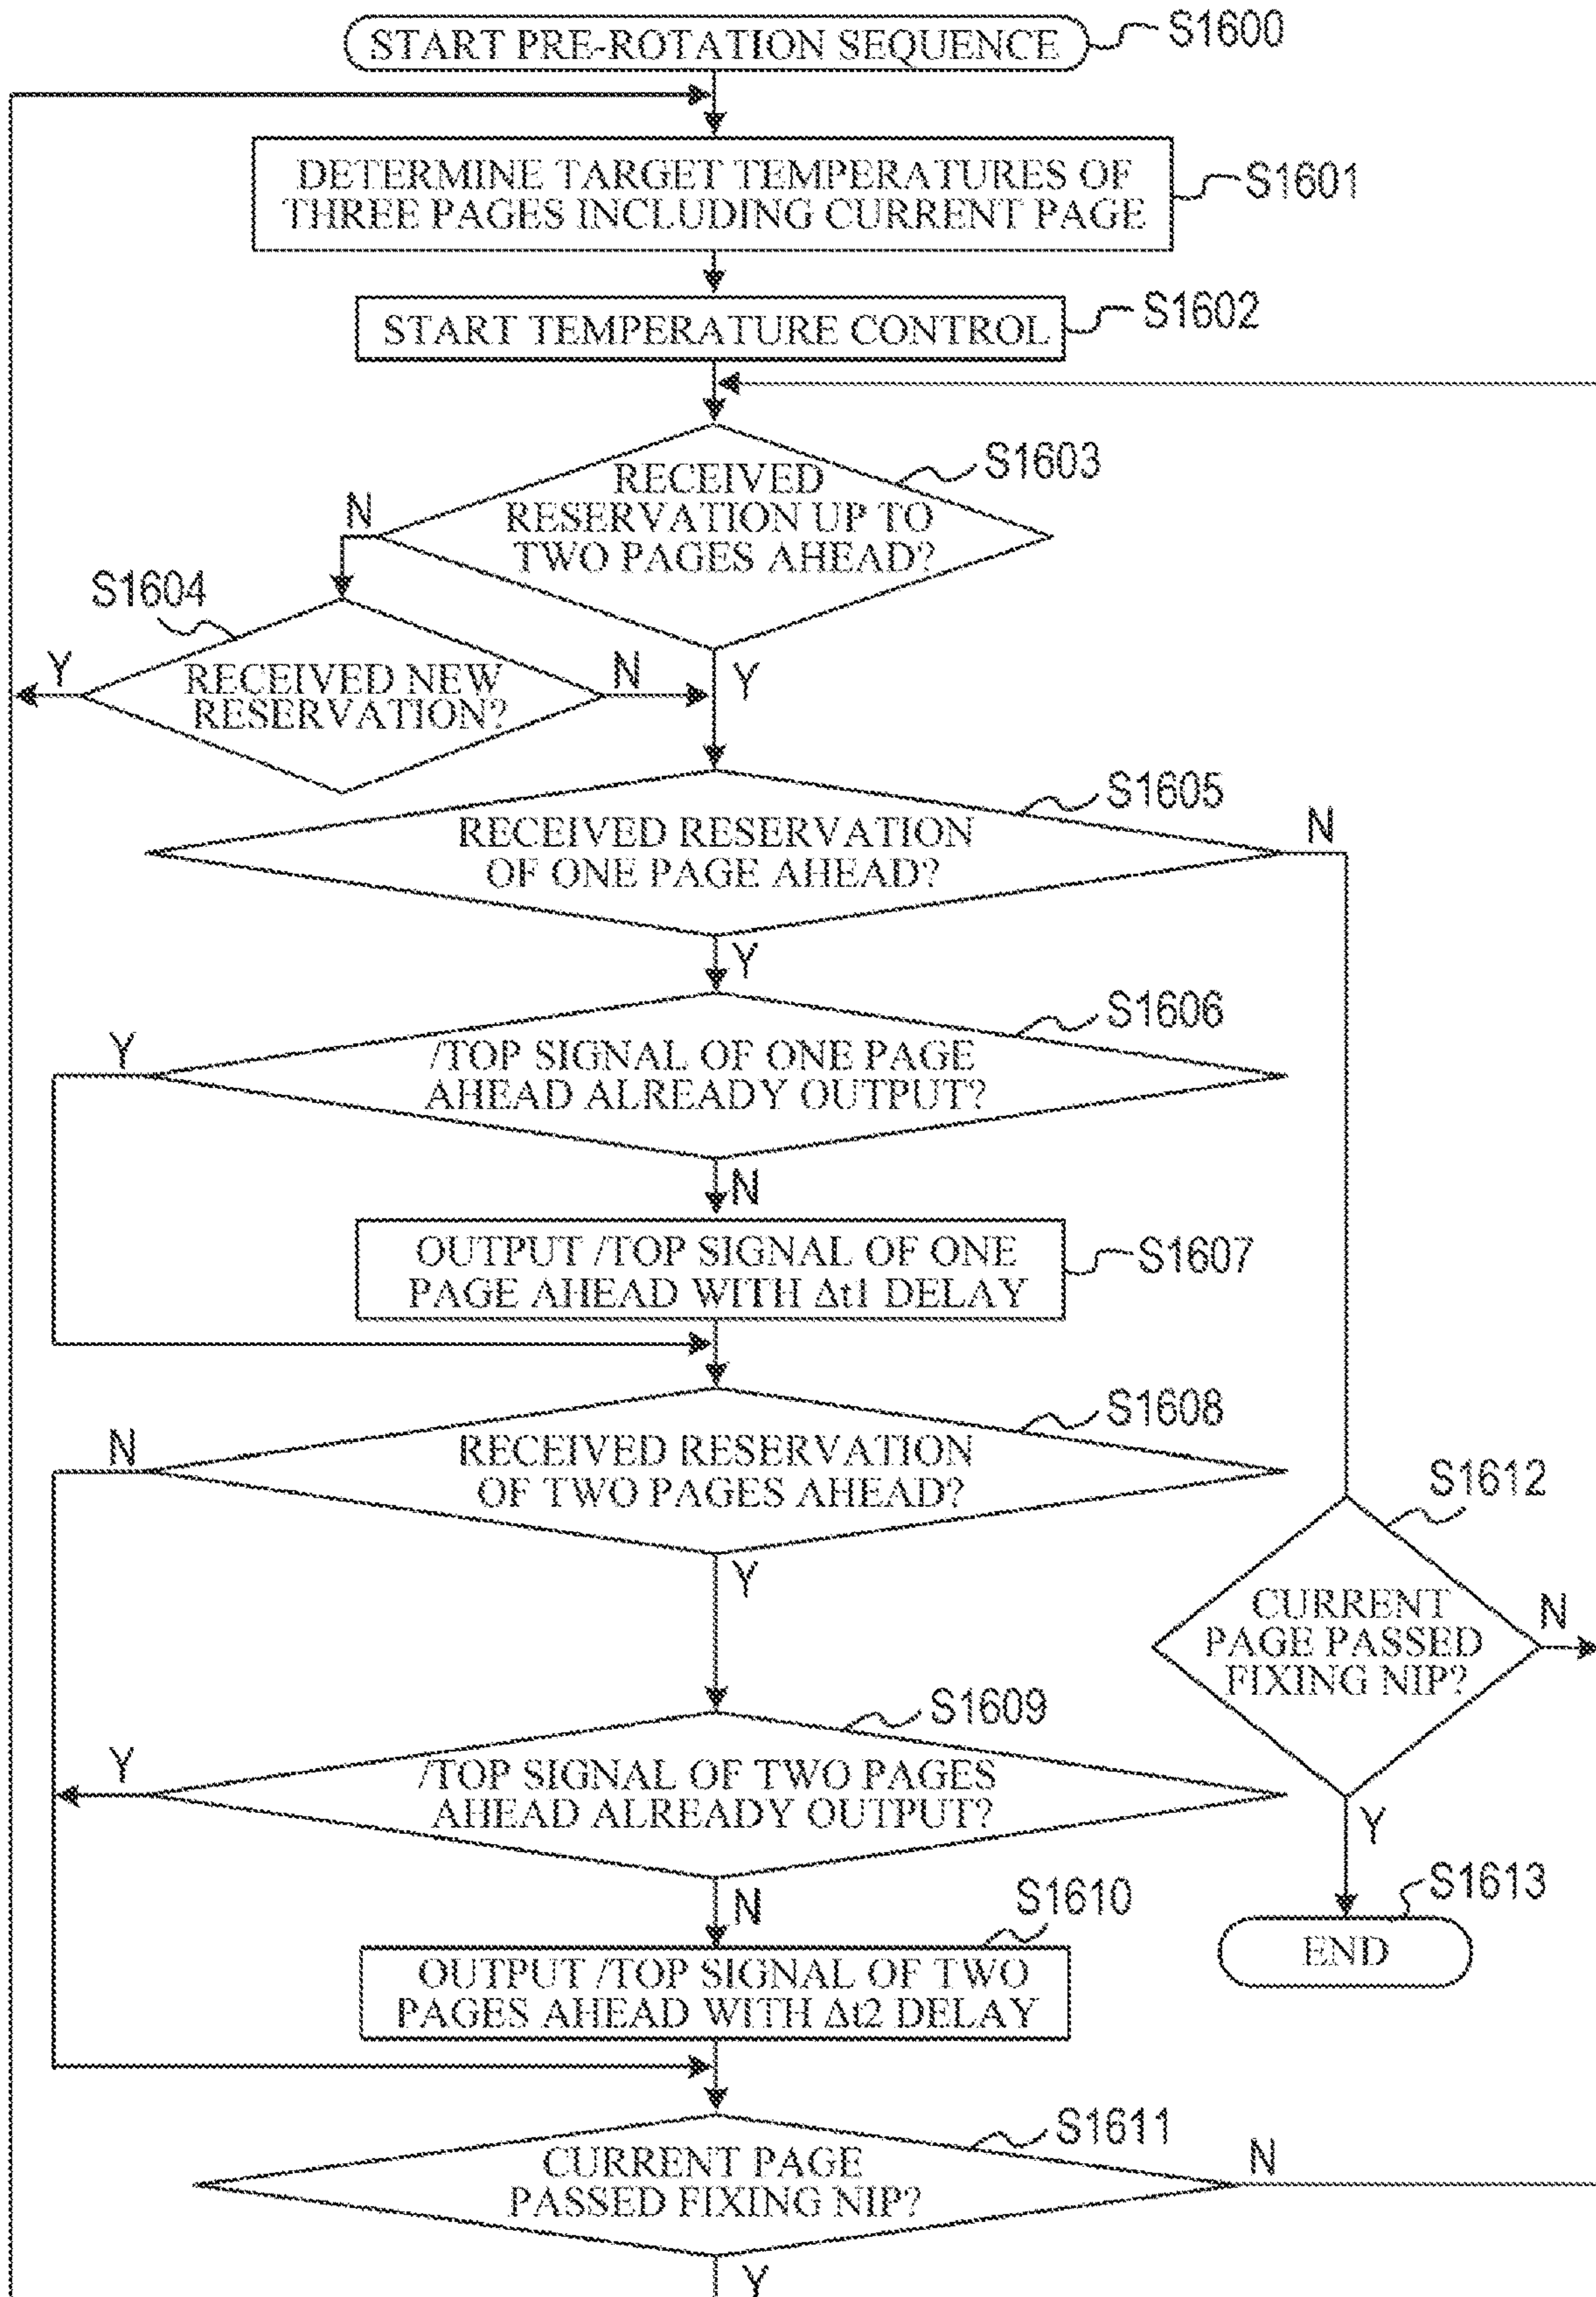 START PRE-ROTATION SEQUENCE
S1600
DETERMINE TARGET TEMPERATURES OF
THREE PAGES INCLUDING CURRENT PAGE
S1601
START TEMPERATURE CONTROL
S1602
RECEIVED
RESERVATION UP TO
TWO PAGES AHEAD?
S1603
N
Y
S1604
RECEIVED NEW
RESERVATION?
Y
N
S1605
RECEIVED RESERVATION
OF ONE PAGE AHEAD?
N
Y
S1606
/TOP SIGNAL OF ONE PAGE
AHEAD ALREADY OUTPUT?
Y
N
OUTPUT /TOP SIGNAL OF ONE
PAGE AHEAD WITH Δt1 DELAY
S1607
S1608
RECEIVED RESERVATION
OF TWO PAGES AHEAD?
N
Y
S1612
CURRENT
PAGE PASSED
FIXING NIP?
N
Y
S1609
/TOP SIGNAL OF TWO PAGES
AHEAD ALREADY OUTPUT?
Y
N
S1610
OUTPUT /TOP SIGNAL OF TWO
PAGES AHEAD WITH Δt2 DELAY
S1613
END
S1611
CURRENT PAGE
PASSED FIXING NIP?
N
Y